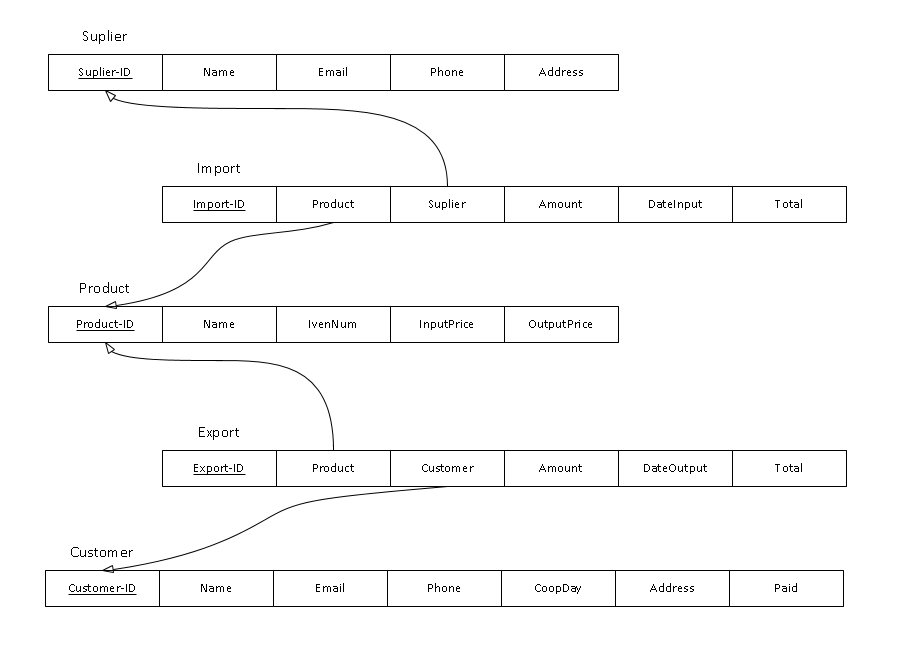 Suplier
Suplier-ID Name Email Phone Address
Import
Import-ID Product Suplier Amount DateInput Total
Product
Product-ID Name IvenNum InputPrice OutputPrice
Export
Export-ID Product Customer Amount DateOutput Total
Customer
Customer-ID Name Email Phone CoopDay Address Paid